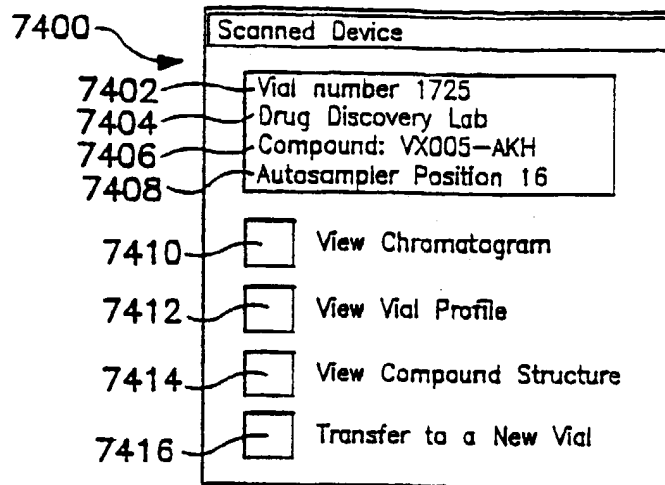 7400
Scanned Device
7402 Vial number 1725
7404 Drug Discovery Lab
7406 Compound: VX005-AKH
7408 Autosampler Position 16
7410 View Chromatogram
7412 View Vial Profile
7414 View Compound Structure
7416 Transfer to a New Vial